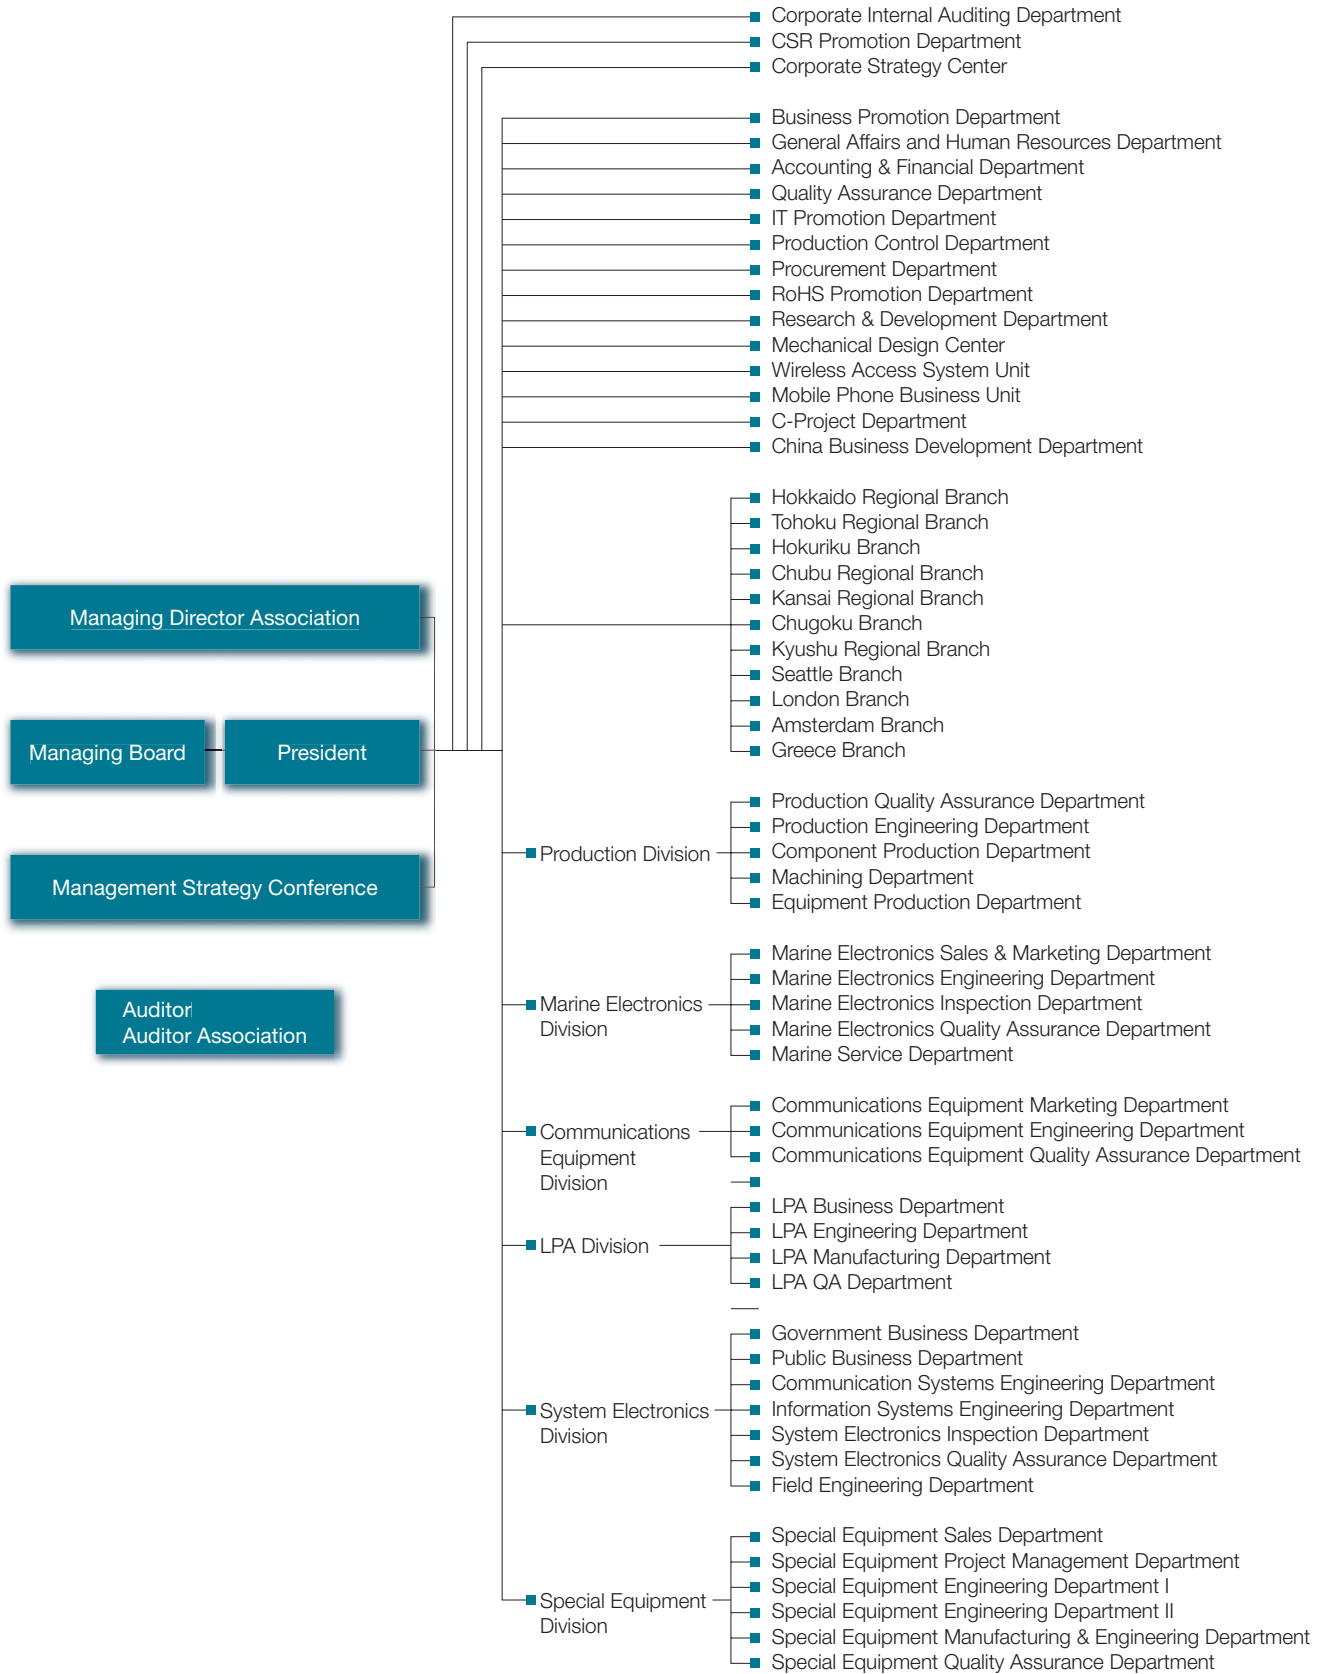 Corporate Internal Auditing Department
CSR Promotion Department
Corporate Strategy Center
Business Promotion Department
General Affairs and Human Resources Department
Accounting & Financial Department
Quality Assurance Department
IT Promotion Department
Production Control Department
Procurement Department
RoHS Promotion Department
Research & Development Department
Mechanical Design Center
Wireless Access System Unit
Mobile Phone Business Unit
C-Project Department
China Business Development Department
Hokkaido Regional Branch
Tohoku Regional Branch
Hokuriku Branch
Chubu Regional Branch
Kansai Regional Branch
Chugoku Branch
Kyushu Regional Branch
Seattle Branch
London Branch
Amsterdam Branch
Greece Branch
Managing Director Association
Managing Board
President
Management Strategy Conference
Auditor
Auditor Association
Production Division
Production Quality Assurance Department
Production Engineering Department
Component Production Department
Machining Department
Equipment Production Department
Marine Electronics
Division
Marine Electronics Sales & Marketing Department
Marine Electronics Engineering Department
Marine Electronics Inspection Department
Marine Electronics Quality Assurance Department
Marine Service Department
Communications
Equipment
Division
Communications Equipment Marketing Department
Communications Equipment Engineering Department
Communications Equipment Quality Assurance Department
LPA Division
LPA Business Department
LPA Engineering Department
LPA Manufacturing Department
LPA QA Department
System Electronics
Division
Government Business Department
Public Business Department
Communication Systems Engineering Department
Information Systems Engineering Department
System Electronics Inspection Department
System Electronics Quality Assurance Department
Field Engineering Department
Special Equipment
Division
Special Equipment Sales Department
Special Equipment Project Management Department
Special Equipment Engineering Department I
Special Equipment Engineering Department II
Special Equipment Manufacturing & Engineering Department
Special Equipment Quality Assurance Department